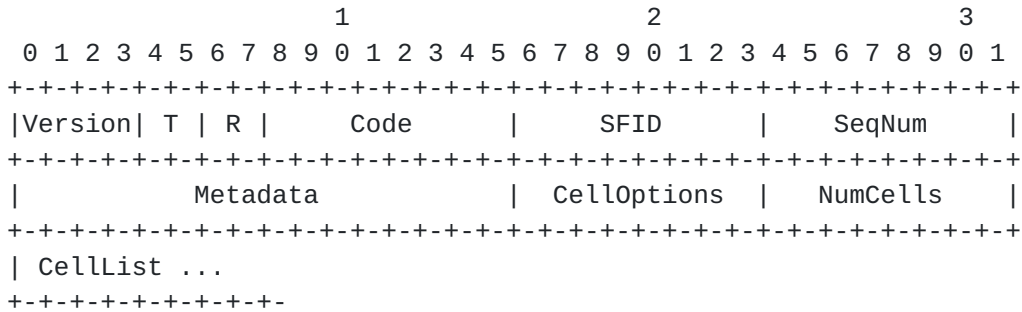 1                   2                   3
 0 1 2 3 4 5 6 7 8 9 0 1 2 3 4 5 6 7 8 9 0 1 2 3 4 5 6 7 8 9 0 1
+-+-+-+-+-+-+-+-+-+-+-+-+-+-+-+-+-+-+-+-+-+-+-+-+-+-+-+-+-+-+-+-+
|Version| T | R |     Code      |     SFID      |    SeqNum     |
+-+-+-+-+-+-+-+-+-+-+-+-+-+-+-+-+-+-+-+-+-+-+-+-+-+-+-+-+-+-+-+-+
|           Metadata            |  CellOptions  |   NumCells    |
+-+-+-+-+-+-+-+-+-+-+-+-+-+-+-+-+-+-+-+-+-+-+-+-+-+-+-+-+-+-+-+-+
| CellList ...
+-+-+-+-+-+-+-+-+-